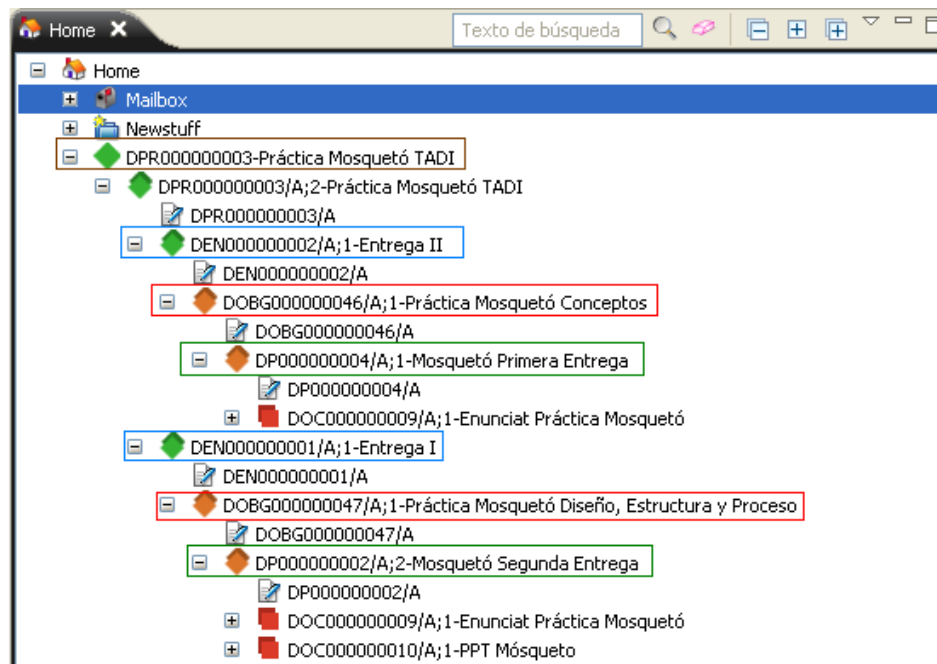 Home
Texto de búsqueda
Home
Mailbox
Newstuff
DPR000000003-Práctica Mosquetó TADI
DPR000000003/A;2-Práctica Mosquetó TADI
DPR000000003/A
DEN000000002/A;1-Entrega II
DEN000000002/A
DOBG000000046/A;1-Práctica Mosquetó Conceptos
DOBG000000046/A
DP000000004/A;1-Mosquetó Primera Entrega
DP000000004/A
DOC000000009/A;1-Enunciat Práctica Mosquetó
DEN000000001/A;1-Entrega I
DEN000000001/A
DOBG000000047/A;1-Práctica Mosquetó Diseño, Estructura y Proceso
DOBG000000047/A
DP000000002/A;2-Mosquetó Segunda Entrega
DP000000002/A
DOC000000009/A;1-Enunciat Práctica Mosquetó
DOC000000010/A;1-PPT Mósqueto